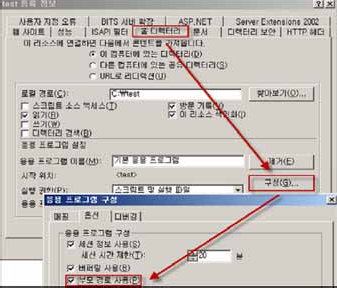 test 등록 정보
사용자 지정 오류 BITS 서버 확장 ASP.NET Server Extensions 2002
웹 사이트 성능 ISAPI 필터 홈 디렉터리 문서 디렉터리 보안 HTTP 헤더
이 리소스에 연결하면 다음에서 콘텐트를 가져옵니다.
이 컴퓨터에 있는 디렉터리(D)
다른 컴퓨터에 있는 공유 디렉터리(S)
URL로 리디렉션(U)
로컬 경로(C): C:\test 찾아보기(O)...
스크립트 소스 액세스(T) 방문 기록(V)
읽기(R) 이 리소스 색인화(I)
쓰기(W)
디렉터리 검색(B)
응용 프로그램 설정
응용 프로그램 이름(M): 기본 응용 프로그램 제거(E)
시작 위치: <test>
구성(G)...
실행 권한(P): 스크립트 및 실행 파일
응용 프로그램 구성
매핑 옵션 디버깅
응용 프로그램 구성
세션 정보 사용(S)
세션 시간 제한(T): 20 분
버퍼링 사용(B)
부모 경로 사용(P)